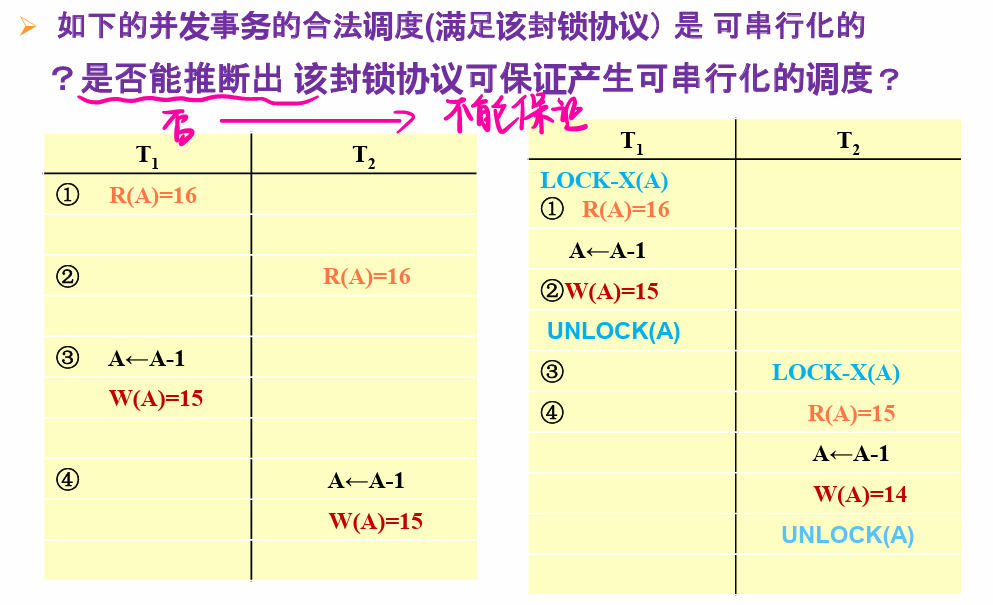 ➢ 如下的并发事务的合法调度(满足该封锁协议) 是 可串行化的
？是否能推断出 该封锁协议可保证产生可串行化的调度？
否 → 不能保证
T1 T2
① R(A)=16
② R(A)=16
③ A←A-1
W(A)=15
④ A←A-1
W(A)=15
T1 T2
LOCK-X(A)
① R(A)=16
A←A-1
②W(A)=15
UNLOCK(A)
③ LOCK-X(A)
④ R(A)=15
A←A-1
W(A)=14
UNLOCK(A)